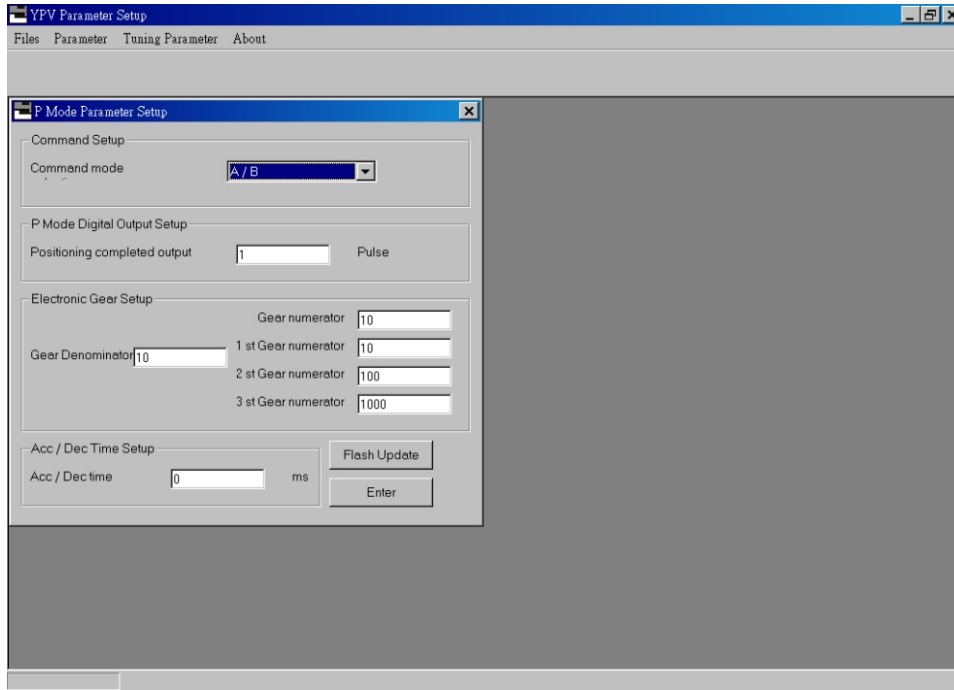 YPV Parameter Setup
Files Parameter Tuning Parameter About
P Mode Parameter Setup
Command Setup
Command mode
A / B
P Mode Digital Output Setup
Positioning completed output 1 Pulse
Electronic Gear Setup
Gear numerator 10
Gear Denominator 10
1 st Gear numerator 10
2 st Gear numerator 100
3 st Gear numerator 1000
Acc / Dec Time Setup
Acc / Dec time 0 ms
Flash Update
Enter